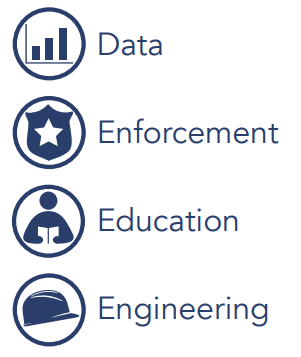 Data
Enforcement
Education
Engineering